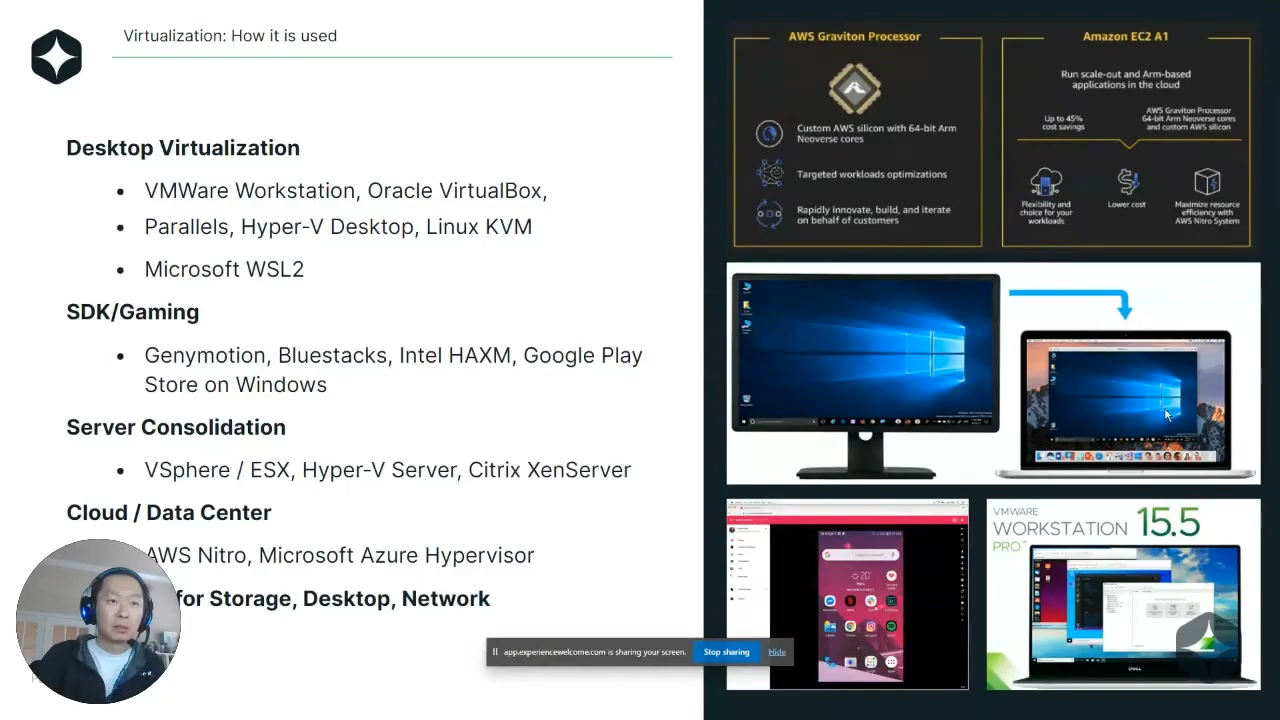 Virtualization: How it is used
Desktop Virtualization
• VMWare Workstation, Oracle VirtualBox,
• Parallels, Hyper-V Desktop, Linux KVM
• Microsoft WSL2
SDK/Gaming
• Genymotion, Bluestacks, Intel HAXM, Google Play
Store on Windows
Server Consolidation
• VSphere / ESX, Hyper-V Server, Citrix XenServer
Cloud / Data Center
AWS Nitro, Microsoft Azure Hypervisor
for Storage, Desktop, Network
AWS Graviton Processor
Custom AWS silicon with 64-bit Arm
Neoverse cores
Targeted workloads optimizations
Rapidly innovate, build, and iterate
on behalf of customers
Amazon EC2 A1
Run scale-out and Arm-based
applications in the cloud
Up to 45%
cost savings
AWS Graviton Processor
64-bit Arm Neoverse cores
and custom AWS silicon
Flexibility and
choice for your
workloads
Lower cost
Maximize resource
efficiency with
AWS Nitro System
20°
VMWARE
WORKSTATION 15.5
PRO™
DELL
app.experiencewelcome.com is sharing your screen.
Stop sharing
Hide